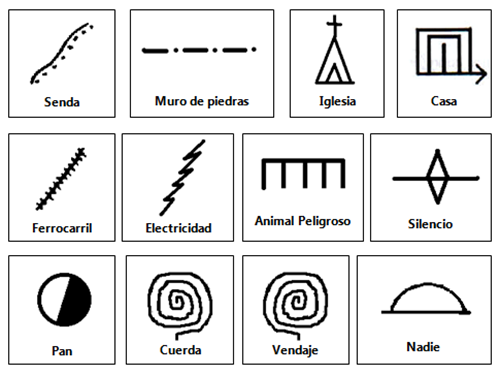 Senda
Muro de piedras
Iglesia
Casa
Ferrocarril
Electricidad
Animal Peligroso
Silencio
Pan
Cuerda
Vendaje
Nadie